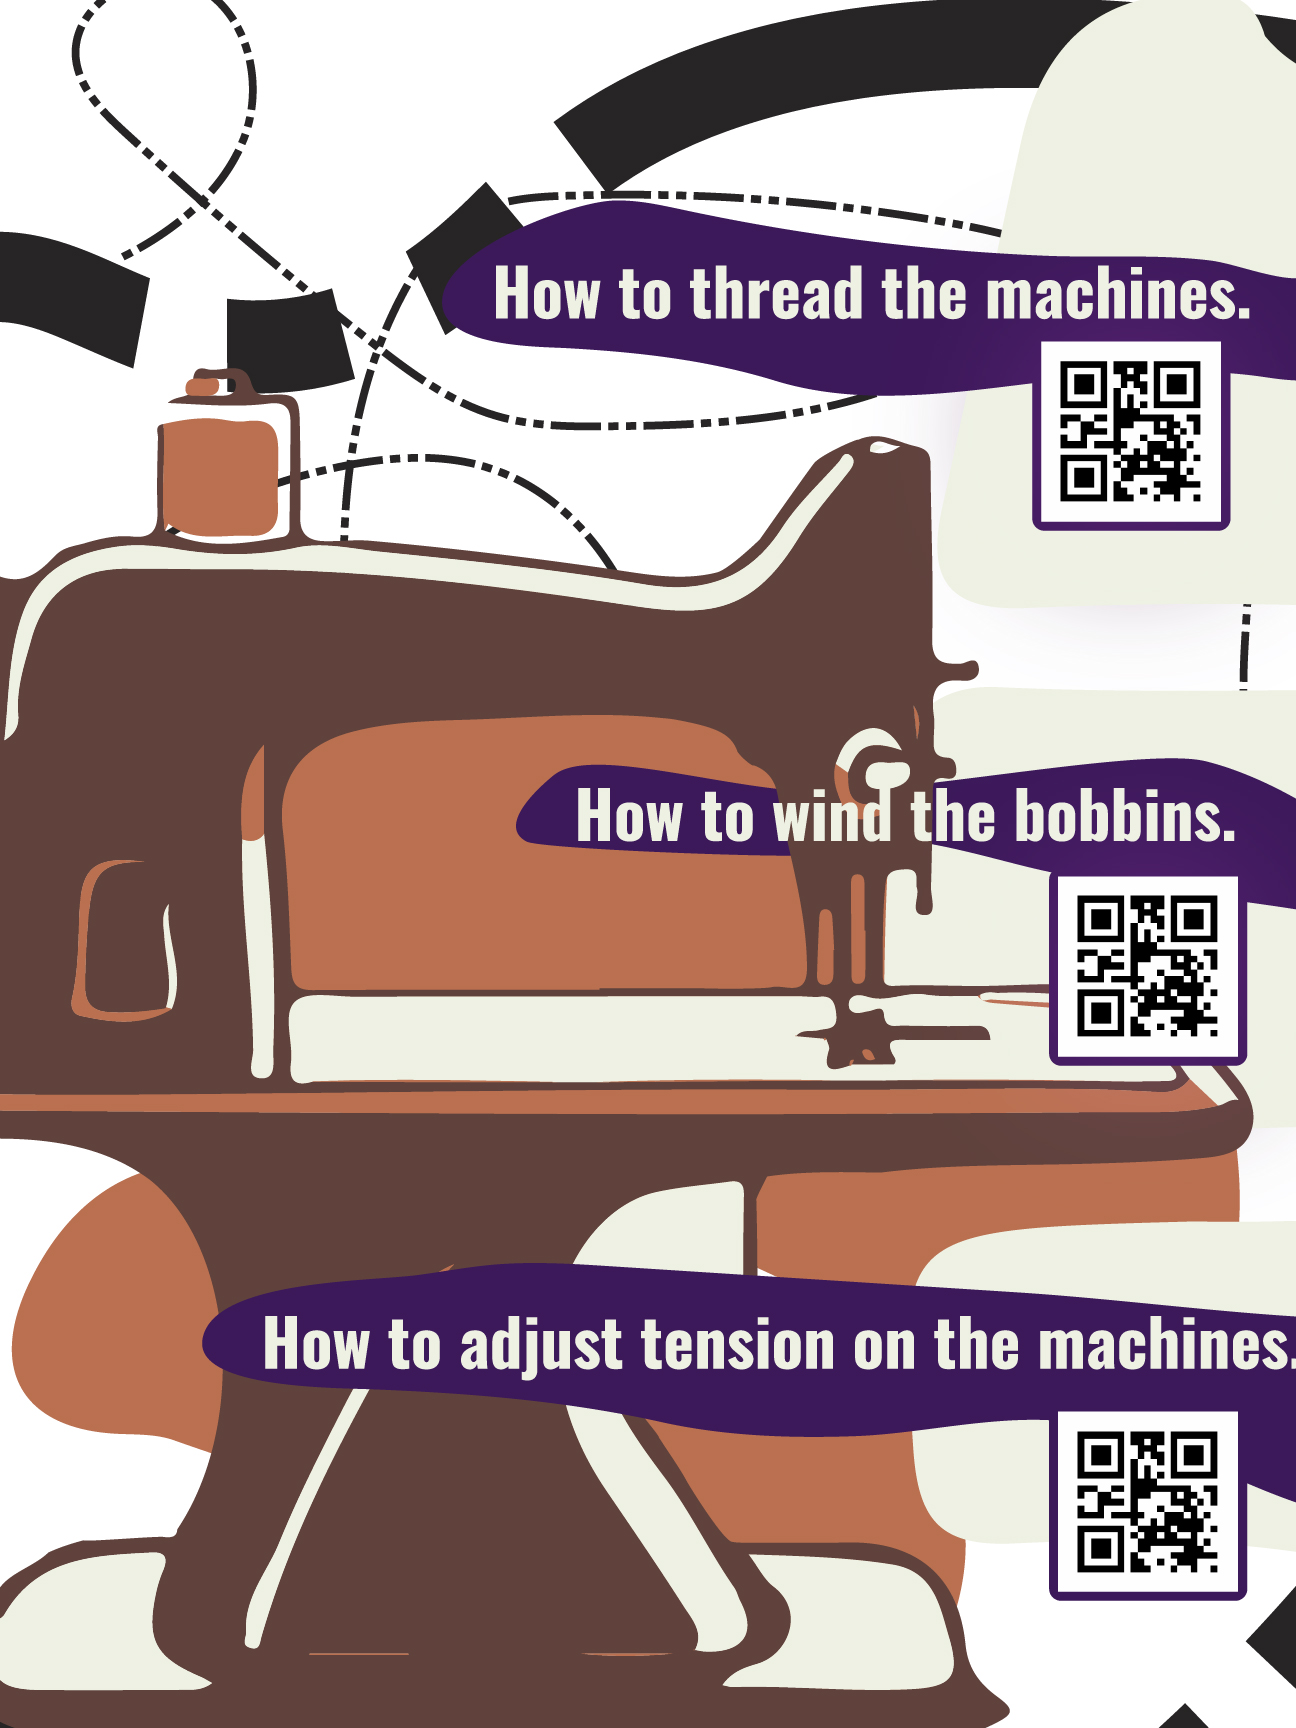 How to thread the machines.
How to wind the bobbins.
How to adjust tension on the machines.